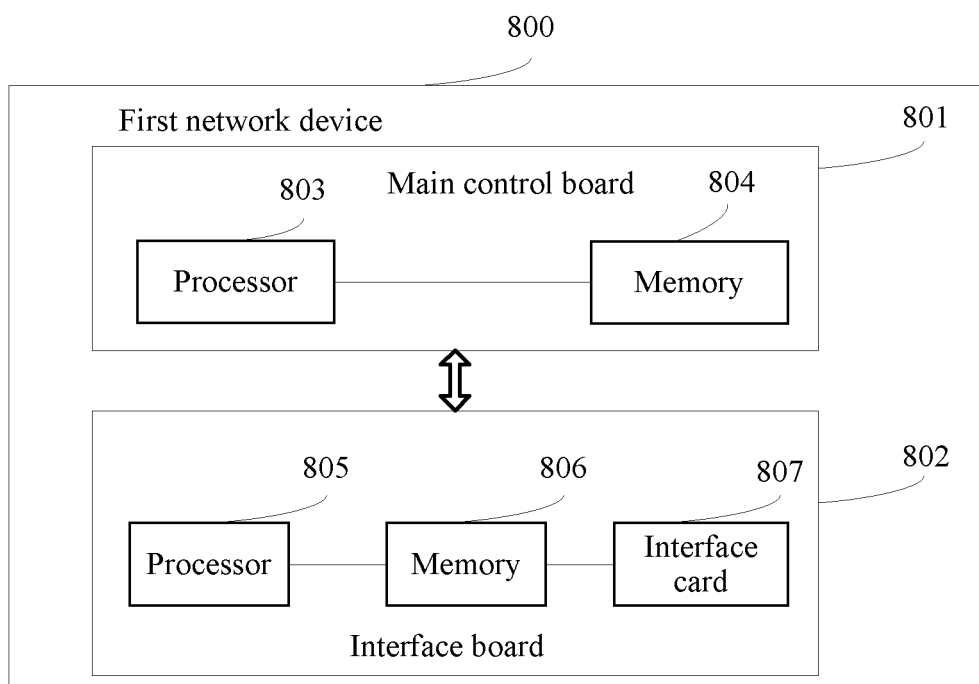 800
First network device
801
Main control board
803
804
Processor
Memory
802
805
806
807
Processor
Memory
Interface
card
Interface board